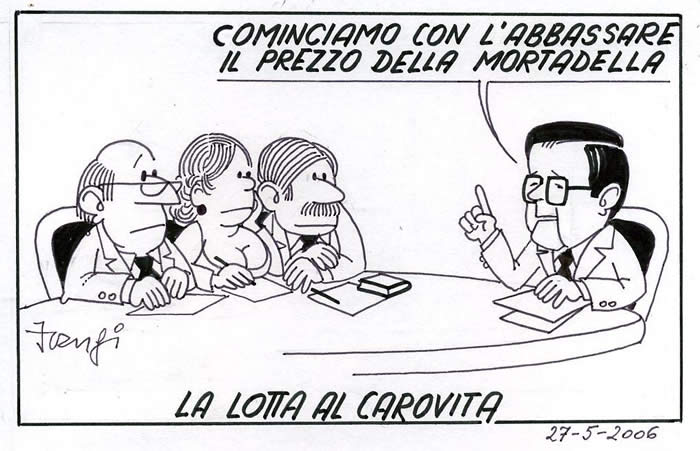 COMINCIAMO CON L'ABBASSARE
IL PREZZO DELLA MORTADELLA
LA LOTTA AL CAROVITA
27-5-2006